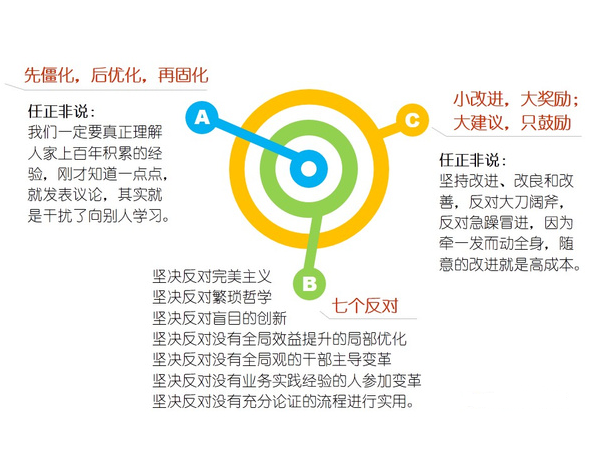 先僵化，后优化，再固化
A
任正非说：
我们一定要真正理解
人家上百年积累的经
验，刚才知道一点点，
就发表议论，其实就
是干扰了向别人学习。
C
小改进，大奖励；
大建议，只鼓励
任正非说：
坚持改进、改良和改
善，反对大刀阔斧，
反对急躁冒进，因为
牵一发而动全身，随
意的改进就是高成本。
B
七个反对
坚决反对完美主义
坚决反对繁琐哲学
坚决反对盲目的创新
坚决反对没有全局效益提升的局部优化
坚决反对没有全局观的干部主导变革
坚决反对没有业务实践经验的人参加变革
坚决反对没有充分论证的流程进行实用。